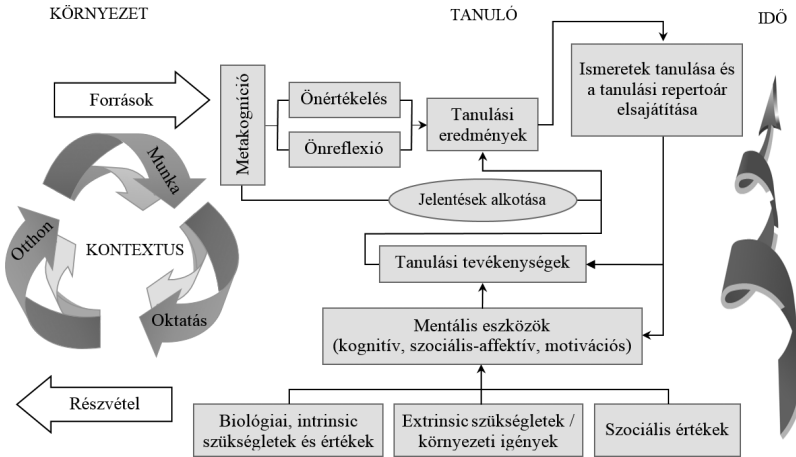 KÖRNYEZET
TANULÓ
IDŐ
Források
Metakogníció
Önértékelés
Önreflexió
Tanulási
eredmények
Ismeretek tanulása és
a tanulási repertoár
elsajátítása
Munka
Otthon
KONTEXTUS
Oktatás
Jelentések alkotása
Tanulási tevékenységek
Mentális eszközök
(kognitív, szociális-affektív, motivációs)
Részvétel
Biológiai, intrinsic
szükségletek és értékek
Extrinsic szükségletek /
környezeti igények
Szociális értékek